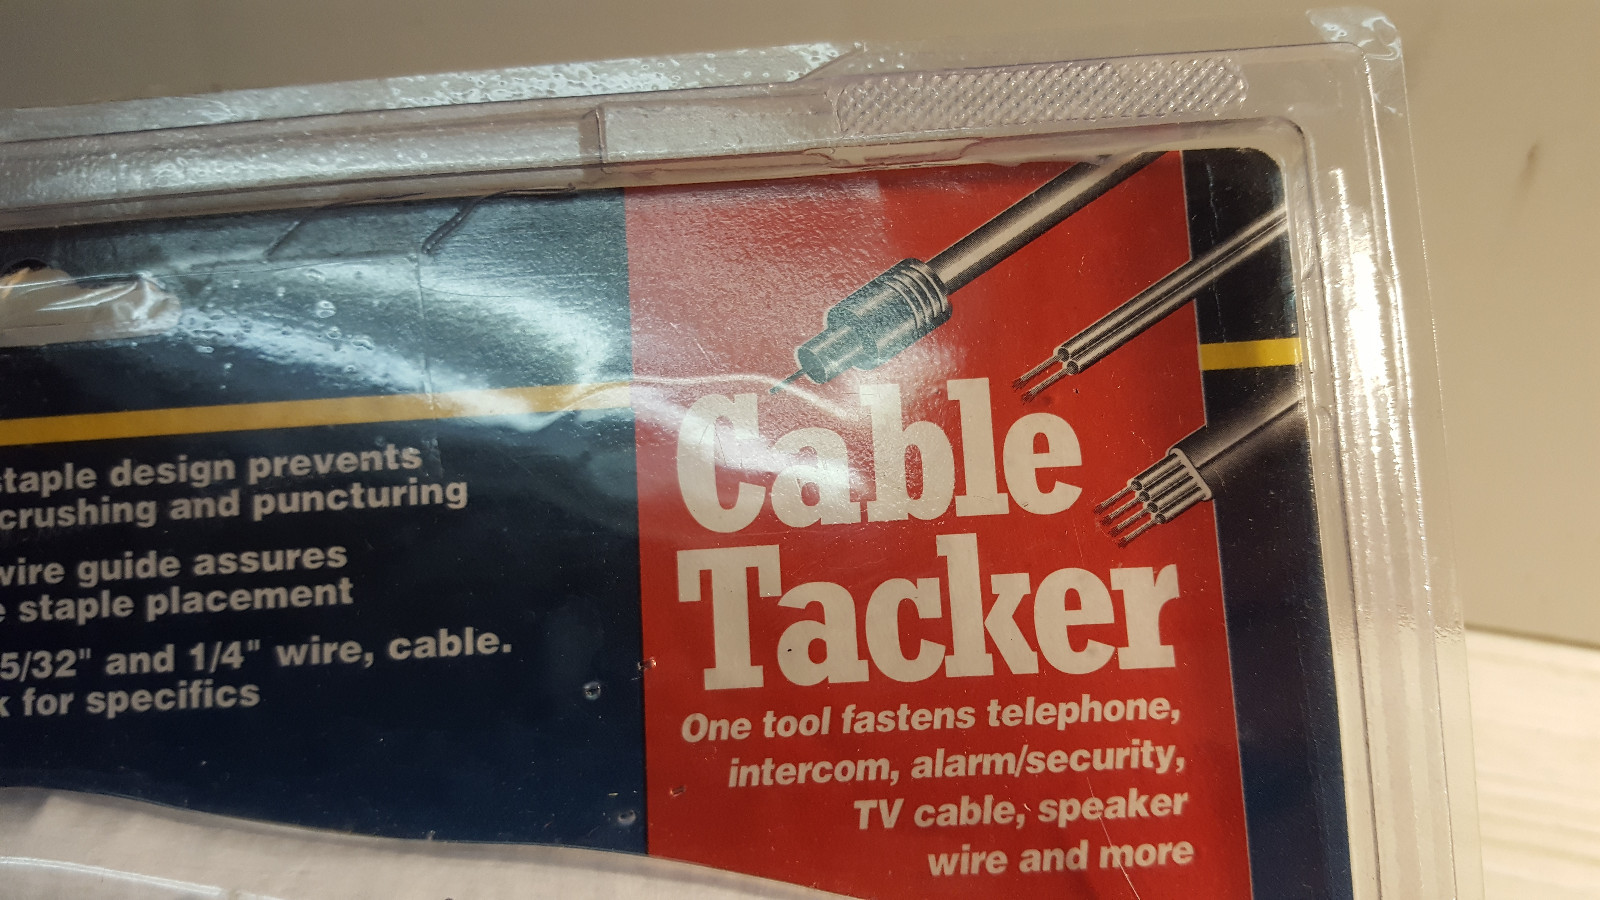 staple design prevents
crushing and puncturing
wire guide assures
staple placement
5/32" and 1/4" wire, cable.
for specifics
Cable
Tacker
One tool fastens telephone,
intercom, alarm/security,
TV cable, speaker
wire and more